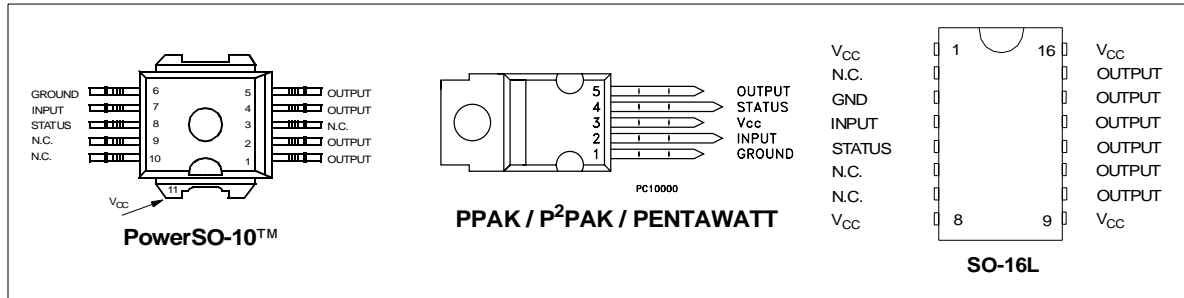 GROUND 6 5 OUTPUT
INPUT 7 4 OUTPUT
STATUS 8 3 N.C.
N.C. 9 2 OUTPUT
N.C. 10 1 OUTPUT
11
VCC
PowerSO-10™
5 OUTPUT
4 STATUS
3 Vcc
2 INPUT
1 GROUND
PC10000
PPAK / P²PAK / PENTAWATT
VCC 1 16 VCC
N.C. OUTPUT
GND OUTPUT
INPUT OUTPUT
STATUS OUTPUT
N.C. OUTPUT
N.C. OUTPUT
VCC 8 9 VCC
SO-16L